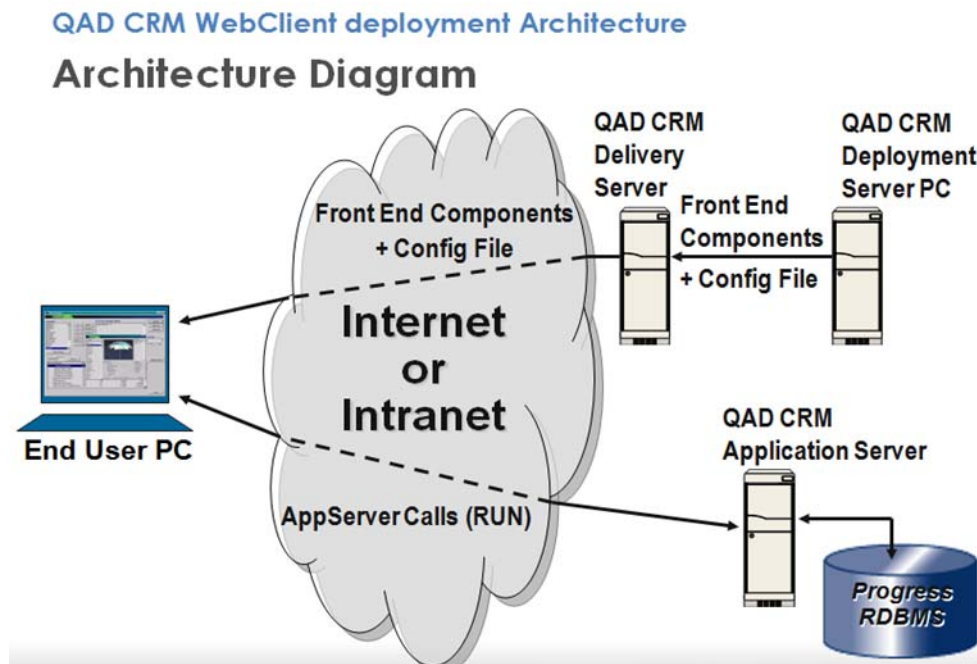 QAD CRM WebClient deployment Architecture
Architecture Diagram
QAD CRM
Delivery
Server
QAD CRM
Deployment
Server PC
Front End Components
+ Config File
Front End
Components
+ Config File
Internet
or
Intranet
End User PC
QAD CRM
Application Server
AppServer Calls (RUN)
Progress
RDBMS